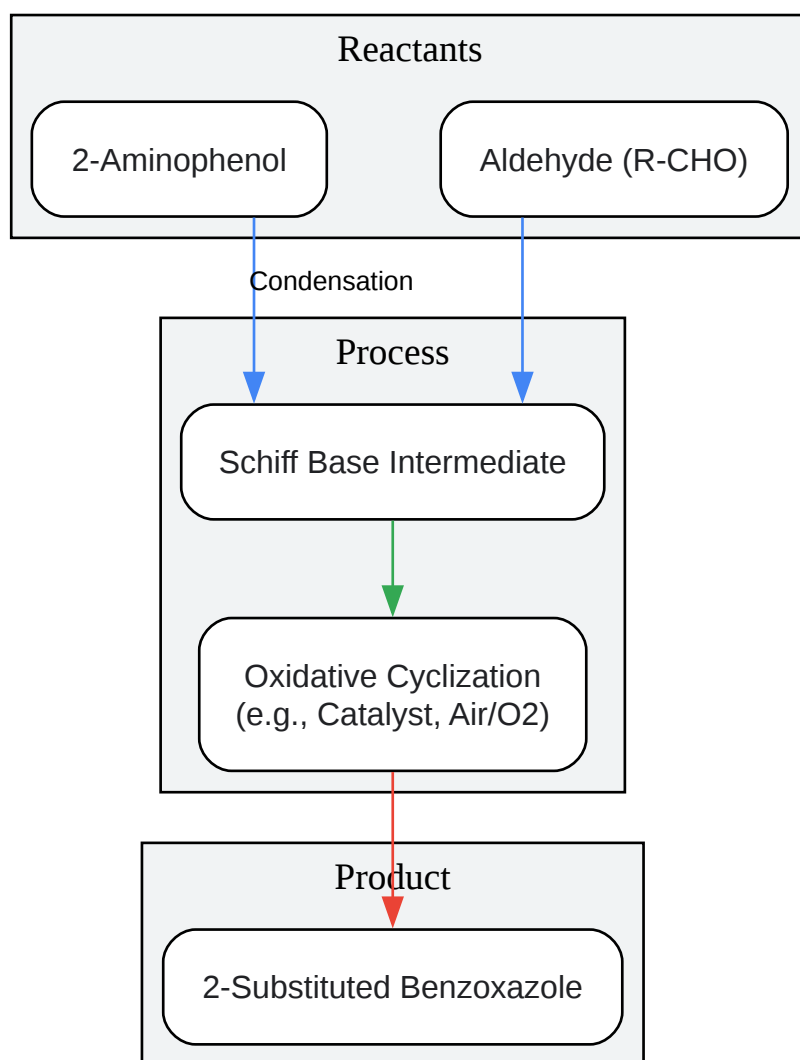 Reactants
2-Aminophenol
Aldehyde (R-CHO)
Condensation
Process
Schiff Base Intermediate
Oxidative Cyclization
(e.g., Catalyst, Air/O2)
Product
2-Substituted Benzoxazole